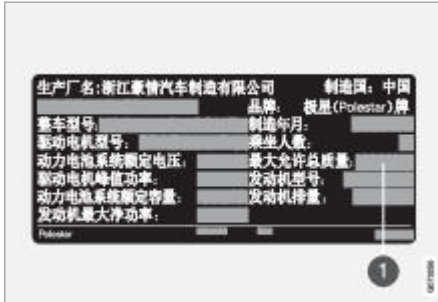 生产厂名：浙江豪情汽车制造有限公司 制造国：中国
品牌： 极星(Polestar)牌
整车型号： 制造年月：
驱动电机型号： 乘坐人数：
动力电池系统额定电压： 最大允许总质量：
驱动电机峰值功率： 发动机型号：
动力电池系统额定容量： 发动机排量：
发动机最大净功率：
Polestar
1